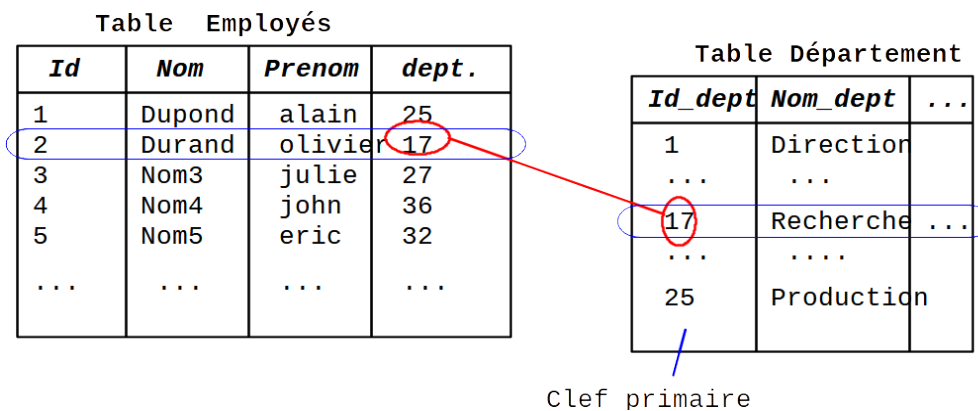 Table Employés
Id Nom Prenom dept.
1 Dupond alain 25
2 Durand olivier 17
3 Nom3 julie 27
4 Nom4 john 36
5 Nom5 eric 32
... ... ... ...
Table Département
Id_dept Nom_dept ...
1 Direction
... ...
17 Recherche ...
... ....
25 Production
Clef primaire